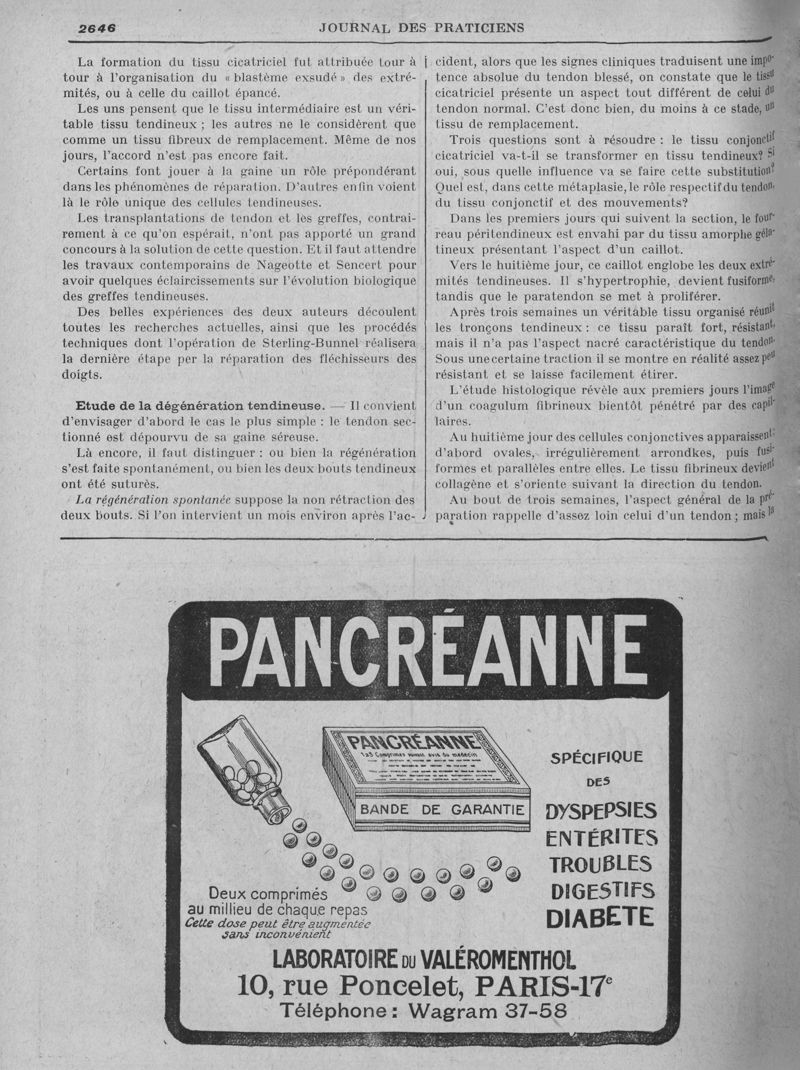 2646
JOURNAL DES PRATICIENS
La formation du tissu cicatriciel fut attribuée tour à
tour à l'organisation du « blastème exsudé » des extré-
mités, ou à celle du caillot épancé.
Les uns pensent que le tissu intermédiaire est un véri-
table tissu tendineux ; les autres ne le considèrent que
comme un tissu fibreux de remplacement. Même de nos
jours, l'accord n'est pas encore fait.
Certains font jouer à la gaine un rôle prépondérant
dans les phénomènes de réparation. D'autres enfin voient
là le rôle unique des cellules tendineuses.
Les transplantations de tendon et les greffes, contrai-
rement à ce qu'on espérait, n'ont pas apporté un grand
concours à la solution de cette question. Et il faut attendre
les travaux contemporains de Nageotte et Sencert pour
avoir quelques éclaircissements sur l'évolution biologique
des greffes tendineuses.
Des belles expériences des deux auteurs découlent
toutes les recherches actuelles, ainsi que les procédés
techniques dont l'opération de Sterling-Bunnel réalisera
la dernière étape per la réparation des fléchisseurs des
doigts.
Etude de la dégénération tendineuse. — Il convient
d'envisager d'abord le cas le plus simple : le tendon sec-
tionné est dépourvu de sa gaine séreuse.
Là encore, il faut distinguer : ou bien la régénération
s'est faite spontanément, ou bien les deux bouts tendineux
ont été suturès.
La régénération spontanée suppose la non rétraction des
deux bouts. Si l'on intervient un mois environ après l'ac-
cident, alors que les signes cliniques traduisent une impo-
tence absolue du tendon blessé, on constate que le tissu
cicatriciel présente un aspect tout différent de celui du
tendon normal. C'est donc bien, du moins à ce stade, un
tissu de remplacement.
Trois questions sont à résoudre : le tissu conjonctif
cicatriciel va-t-il se transformer en tissu tendineux? Si
oui, sous quelle influence va se faire cette substitution?
Quel est, dans cette métaplasie, le rôle respectif du tendon,
du tissu conjonctif et des mouvements?
Dans les premiers jours qui suivent la section, le four-
reau péritendineux est envahi par du tissu amorphe géla-
tineux présentant l'aspect d'un caillot.
Vers le huitième jour, ce caillot englobe les deux extré-
mités tendineuses. Il s'hypertrophie, devient fusiforme,
tandis que le paratendon se met à proliférer.
Après trois semaines un véritàble tissu organisé réunit
les tronçons tendineux : ce tissu paraît fort, résistant,
mais il n'a pas l'aspect nacré caractéristique du tendon.
Sous une certaine traction il se montre en réalité assez peu
résistant et se laisse facilement étirer.
L'étude histologique révèle aux premiers jours l'image
d'un coagulum fibrineux bientôt pénétré par des capil-
laires.
Au huitième jour des cellules conjonctives apparaissent:
d'abord ovales, irrégulièrement arrondkes, puis fusi-
formes et parallèles entre elles. Le tissu fibrineux devient
collagène et s'oriente suivant la direction du tendon.
Au bout de trois semaines, l'aspect général de la pré-
paration rappelle d'assez loin celui d'un tendon ; mais la
PANCRÉANNE
PANCRÉANNE
BANDE DE GARANTIE
SPÉCIFIQUE
DES
DYSPEPSIES
ENTÉRITES
TROUBLES
DIGESTIFS
DIABÈTE
Deux comprimés
au millieu de chaque repas
Cette dose peut être augmentée
sans inconvénient
LABORATOIRE DU VALÉROMENTHOL
10, rue Poncelet, PARIS-17e
Téléphone : Wagram 37-58